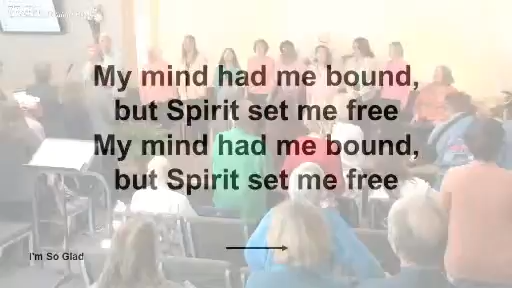 My mind had me bound,
but Spirit set me free
My mind had me bound,
but Spirit set me free
I'm So Glad